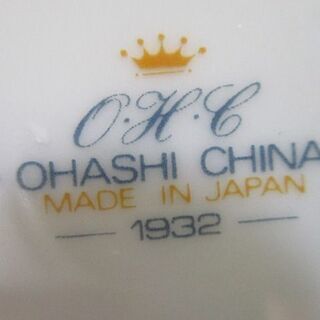 O.H.C
OHASHI CHINA
MADE IN JAPAN
1932